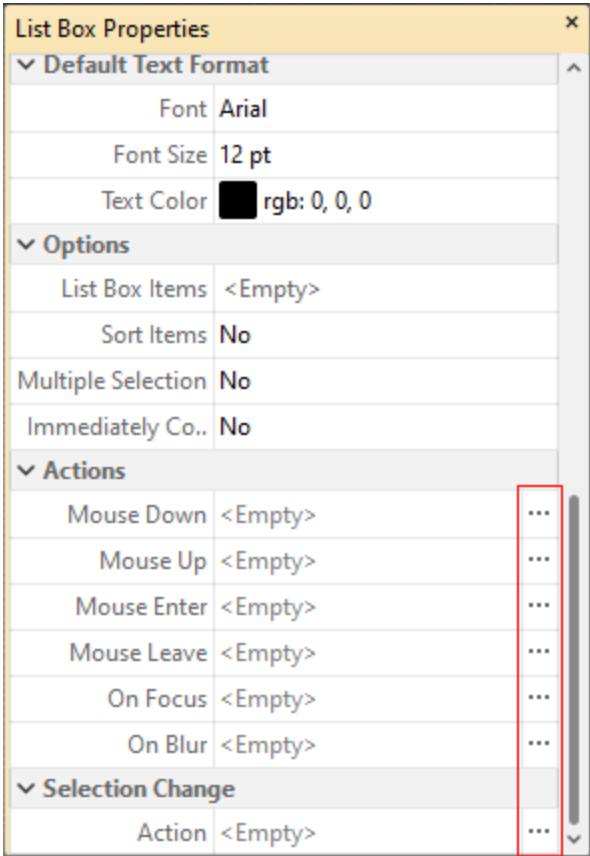 List Box Properties
Default Text Format
Font Arial
Font Size 12 pt
Text Color rgb: 0, 0, 0
Options
List Box Items <Empty>
Sort Items No
Multiple Selection No
Immediately Co.. No
Actions
Mouse Down <Empty> ...
Mouse Up <Empty> ...
Mouse Enter <Empty> ...
Mouse Leave <Empty> ...
On Focus <Empty> ...
On Blur <Empty> ...
Selection Change
Action <Empty> ...